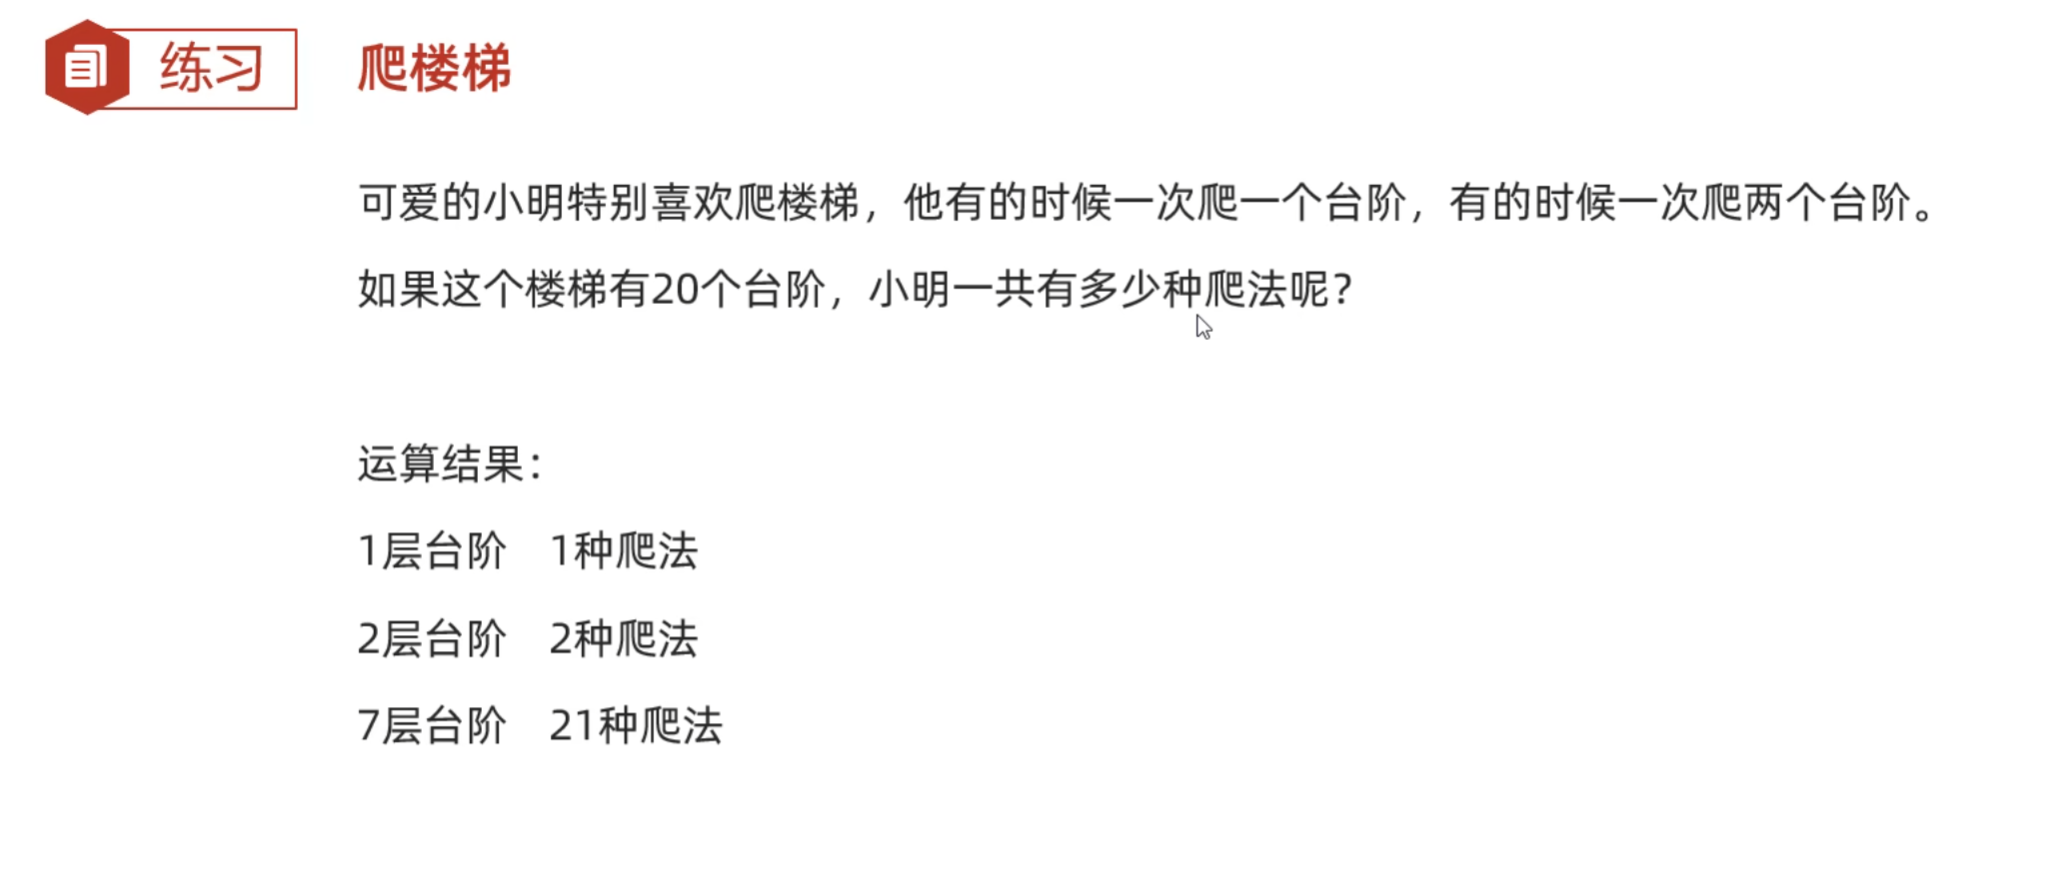 练习 爬楼梯
可爱的小明特别喜欢爬楼梯，他有的时候一次爬一个台阶，有的时候一次爬两个台阶。
如果这个楼梯有20个台阶，小明一共有多少种爬法呢？
运算结果：
1层台阶 1种爬法
2层台阶 2种爬法
7层台阶 21种爬法